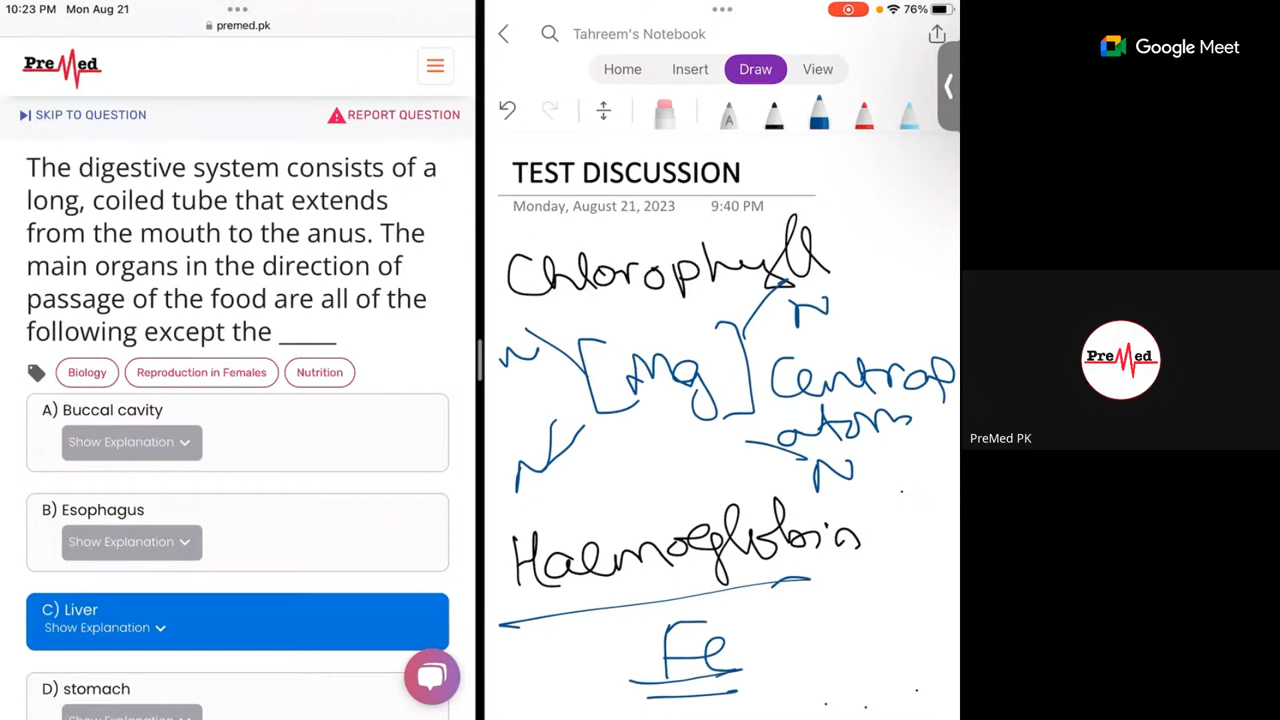 10:23 PM Mon Aug 21
premed.pk
PreMed
SKIP TO QUESTION
REPORT QUESTION
The digestive system consists of a
long, coiled tube that extends
from the mouth to the anus. The
main organs in the direction of
passage of the food are all of the
following except the _____
Biology
Reproduction in Females
Nutrition
A) Buccal cavity
Show Explanation
B) Esophagus
Show Explanation
C) Liver
Show Explanation
D) stomach
Show Explanation
76%
Tahreem's Notebook
Home Insert Draw View
A
TEST DISCUSSION
Monday, August 21, 2023 9:40 PM
Chlorophyll
N
N [Mg] Central
atom
N N
Haemoglobin
Fe
Google Meet
PreMed
PreMed PK